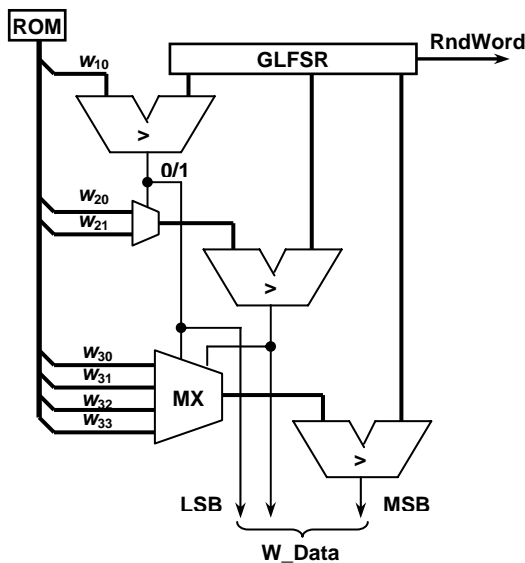 ROM
RndWord
GLFSR
w10
>
0/1
w20
w21
>
w30
w31
w32
w33
MX
>
LSB
MSB
W_Data